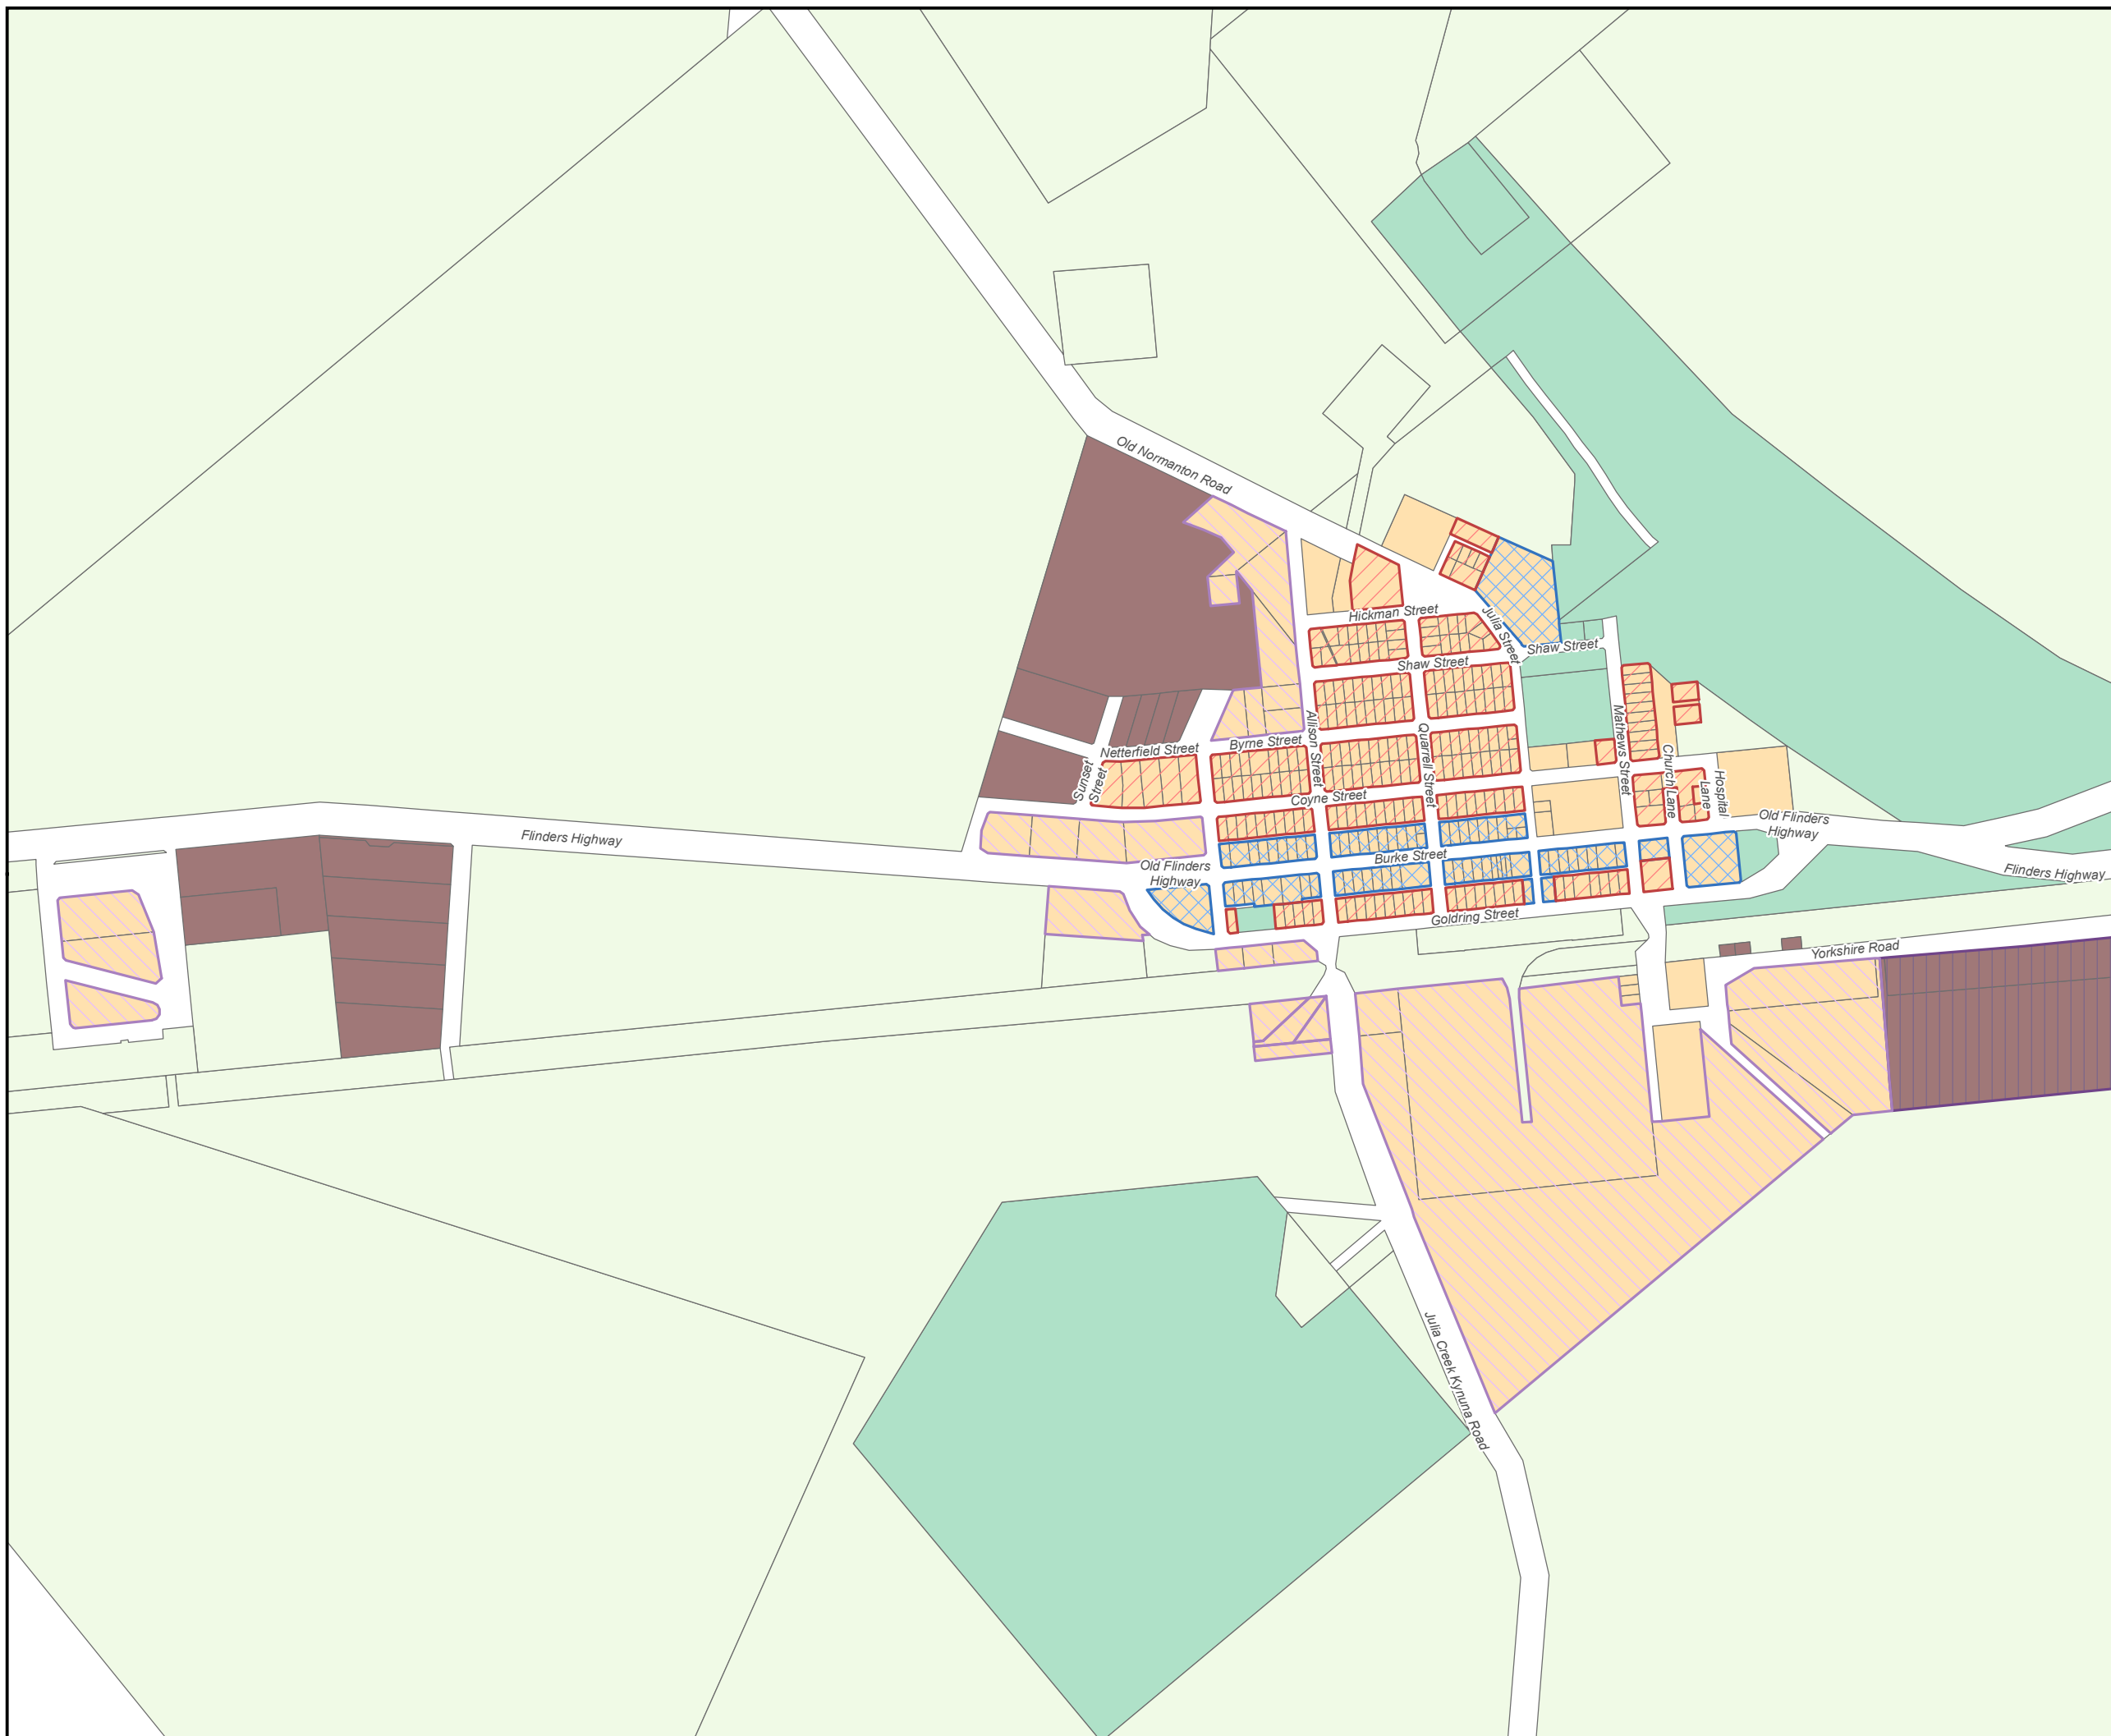 Old Normanton Road
Hickman Street
Julia Street
Shaw Street
Shaw Street
Allison Street
Quarrell Street
Mathews Street
Byrne Street
Netterfield Street
Sunset
Street
Church Lane
Hospital
Lane
Coyne Street
Old Flinders
Highway
Flinders Highway
Burke Street
Old Flinders
Highway
Flinders Highway
Goldring Street
Yorkshire Road
Julia Creek Kynuna Road